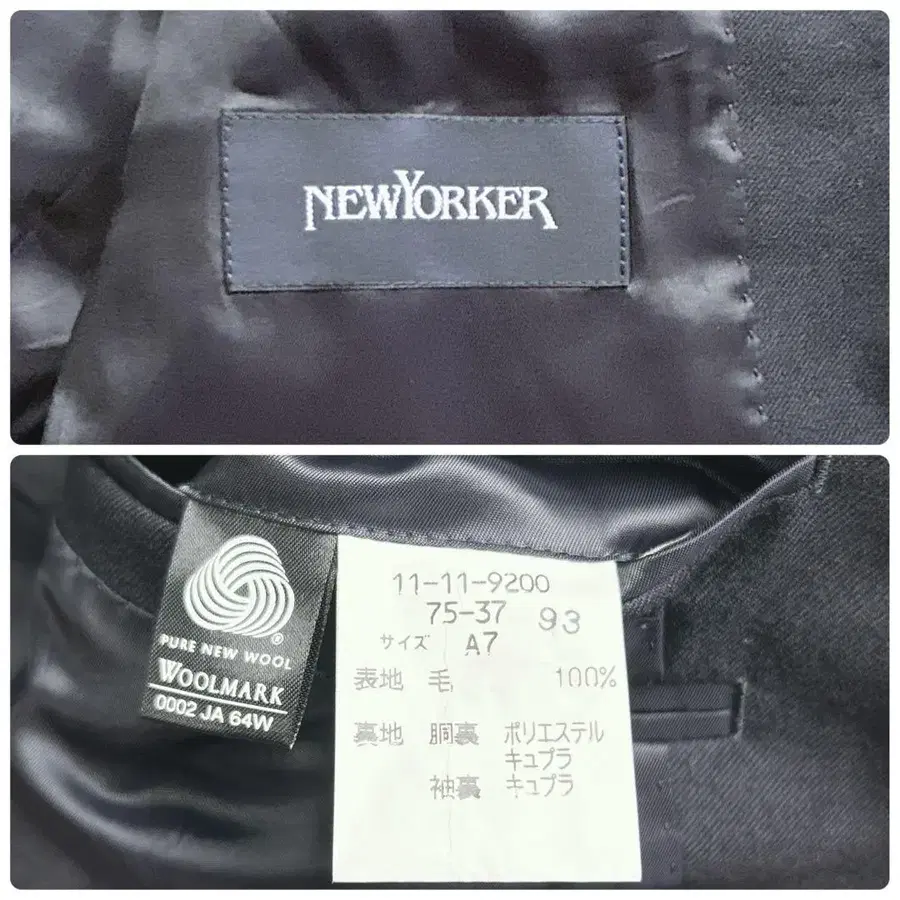 NEWYORKER
PURE NEW WOOL
WOOLMARK
0002 JA 64W
11-11-9200
75-37 93
サイズ A7
表地 毛 100%
裏地 胴裏 ポリエステル
キュプラ
袖裏 キュプラ